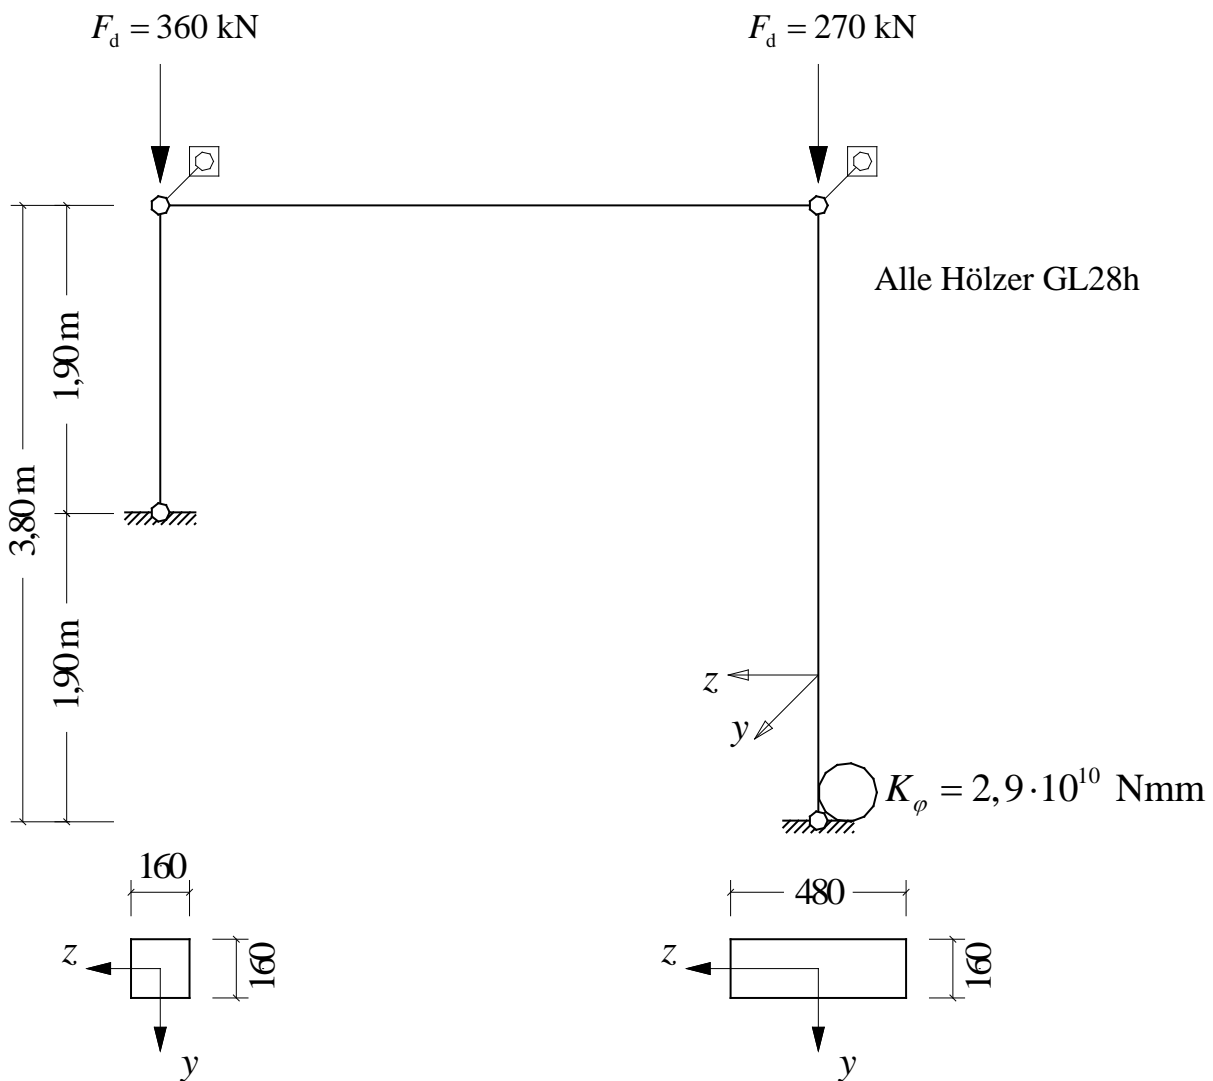 F_d = 360 kN
F_d = 270 kN
Alle Hölzer GL28h
1,90 m
3,80 m
1,90 m
z
y
K_φ = 2,9·10^10 Nmm
160
480
z
160
z
160
y
y